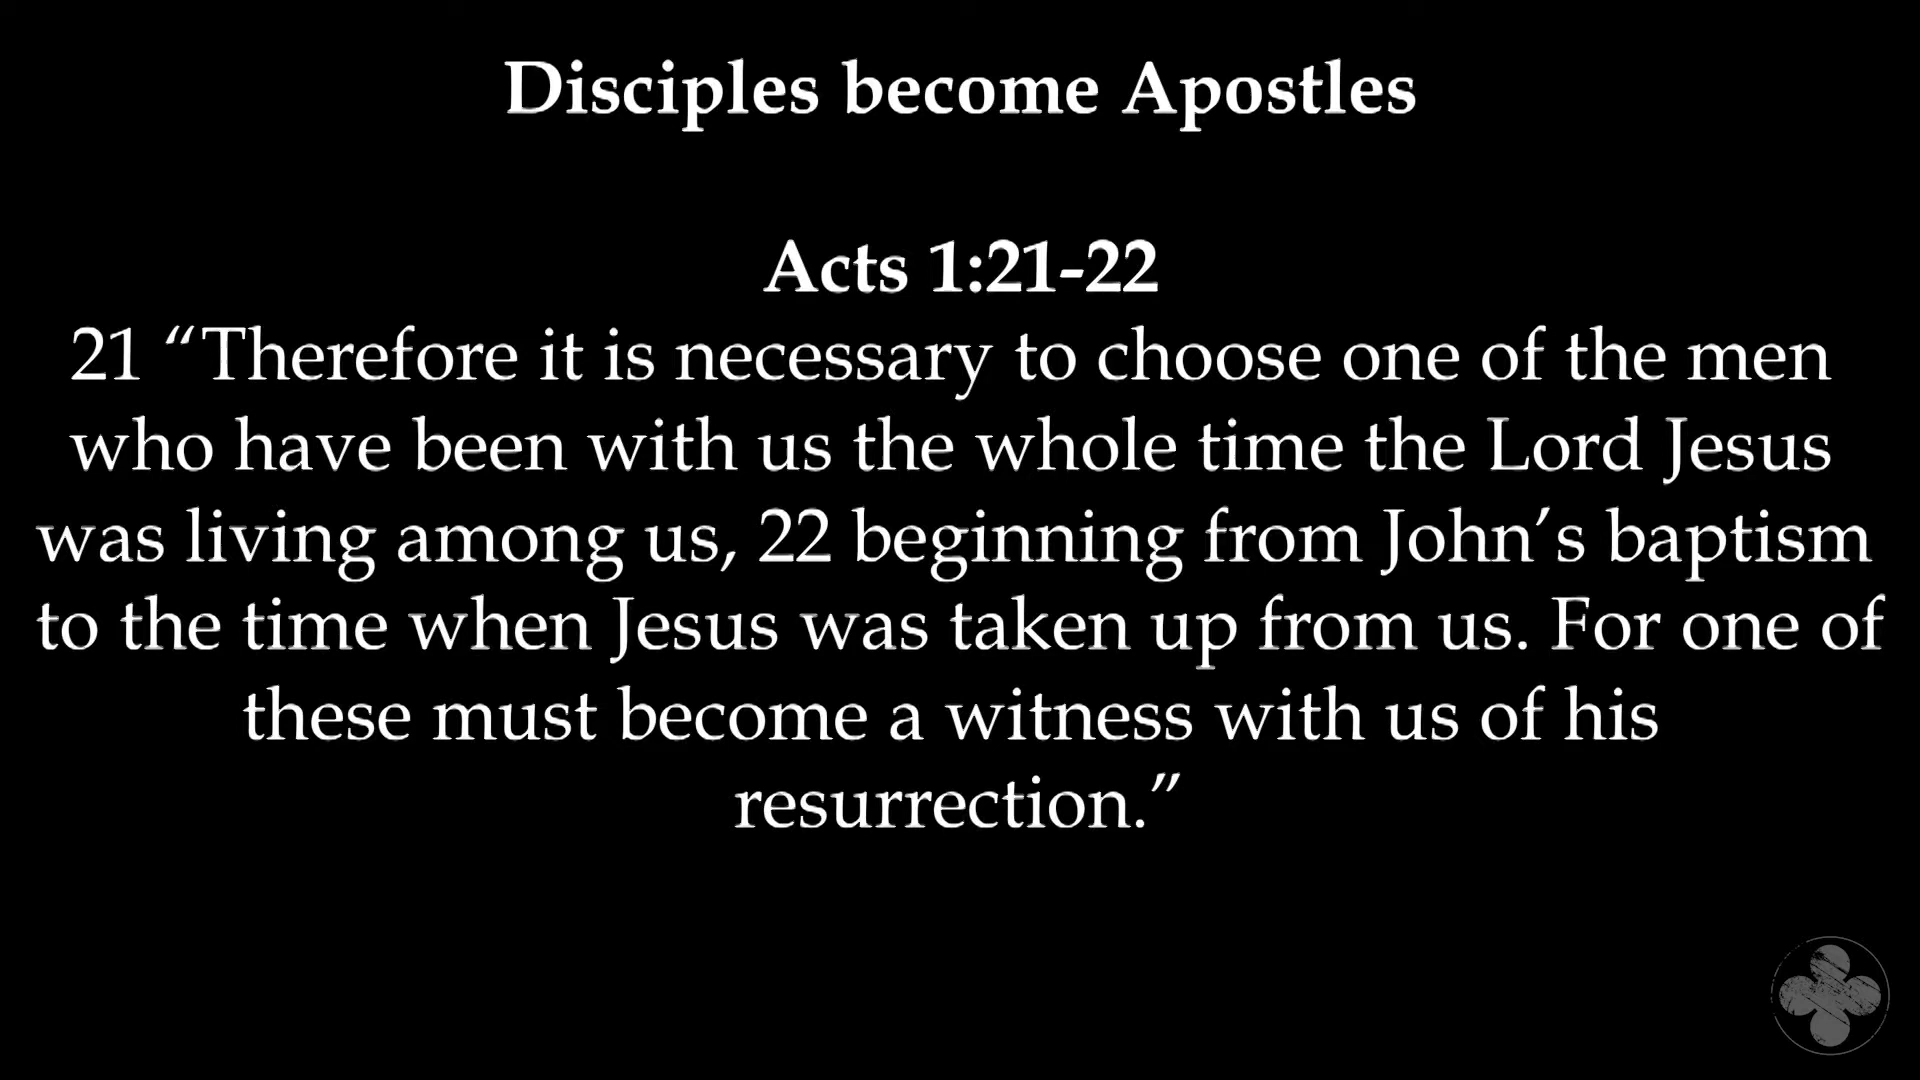 Disciples become Apostles
Acts 1:21-22
21 “Therefore it is necessary to choose one of the men
who have been with us the whole time the Lord Jesus
was living among us, 22 beginning from John’s baptism
to the time when Jesus was taken up from us. For one of
these must become a witness with us of his
resurrection.”